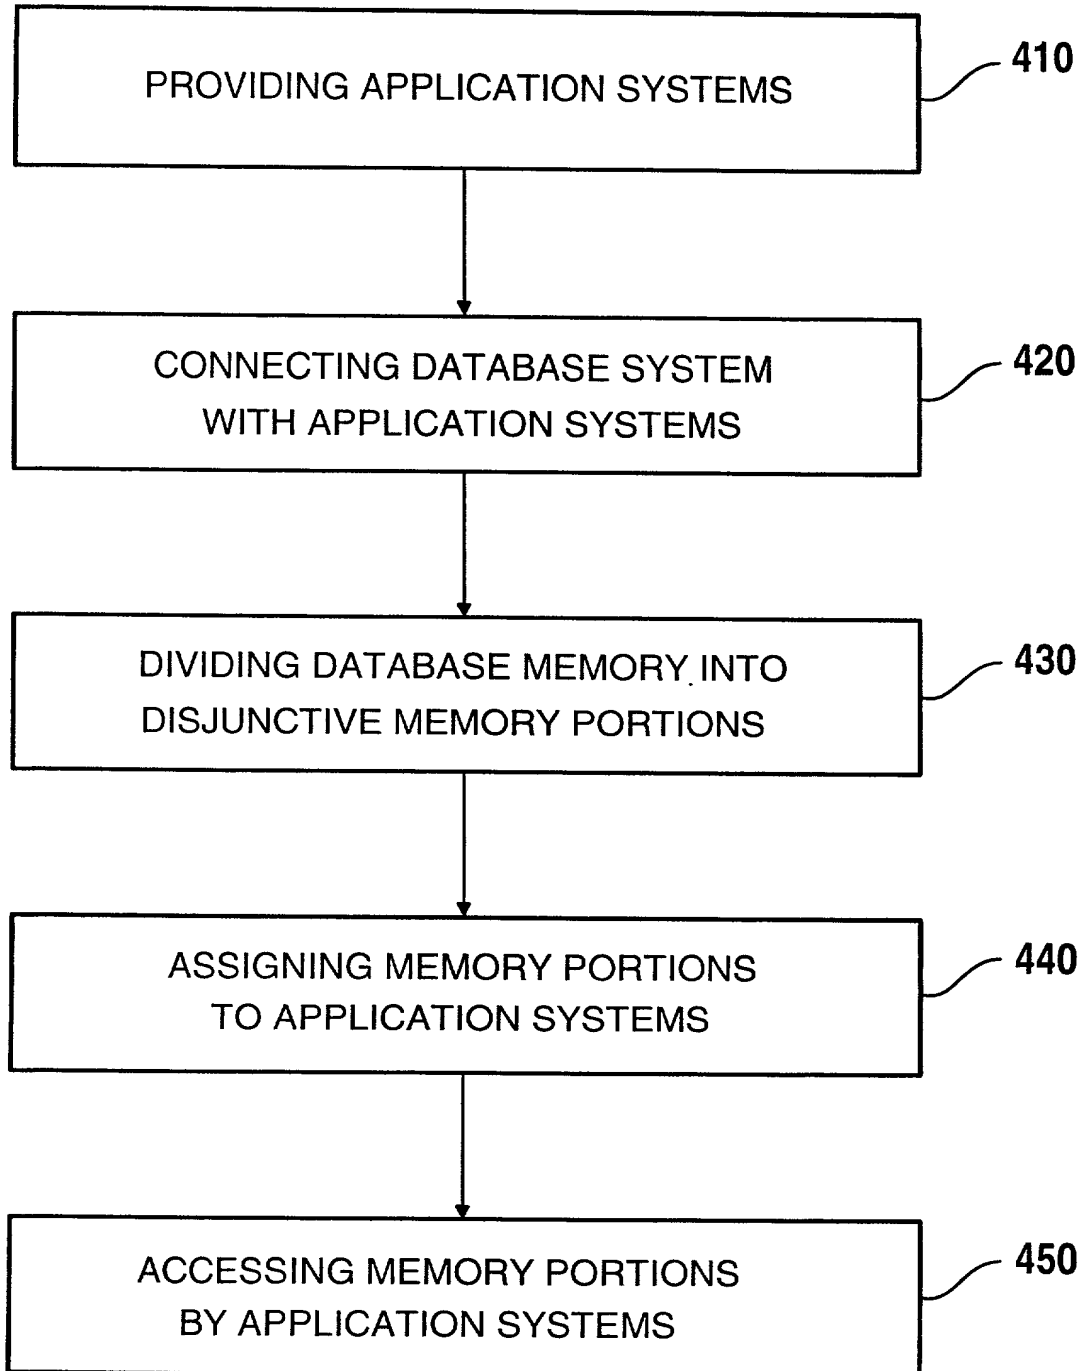 PROVIDING APPLICATION SYSTEMS
410
CONNECTING DATABASE SYSTEM
WITH APPLICATION SYSTEMS
420
DIVIDING DATABASE MEMORY INTO
DISJUNCTIVE MEMORY PORTIONS
430
ASSIGNING MEMORY PORTIONS
TO APPLICATION SYSTEMS
440
ACCESSING MEMORY PORTIONS
BY APPLICATION SYSTEMS
450